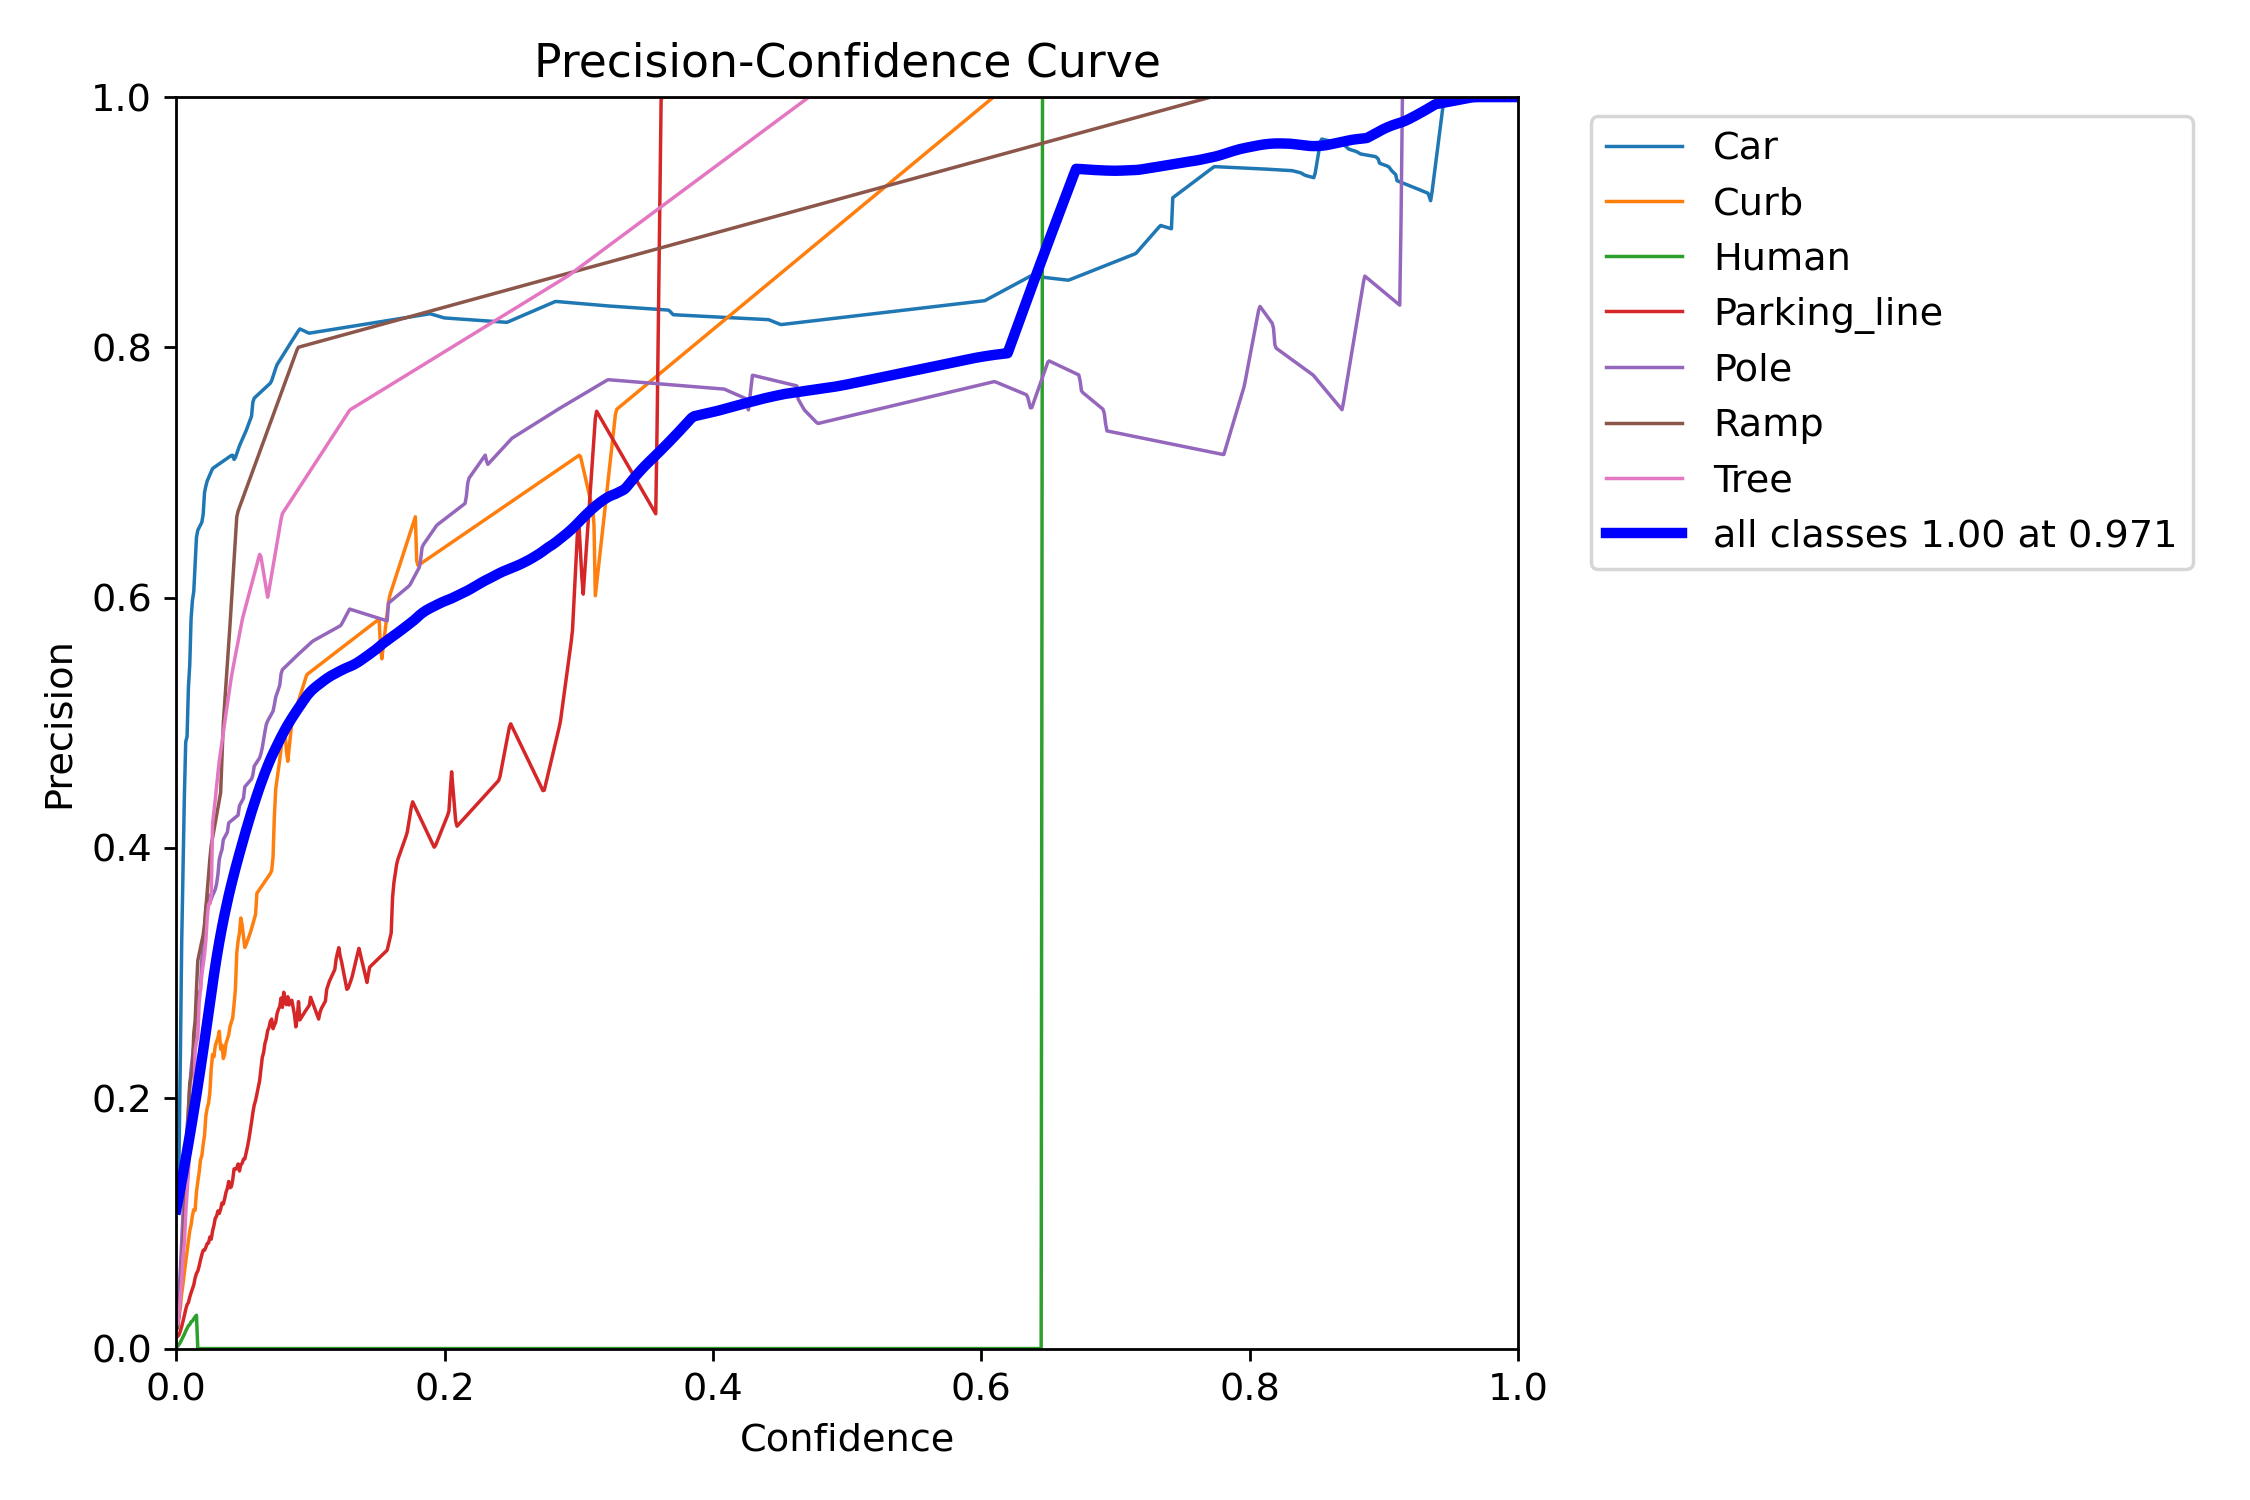 Precision-Confidence Curve
1.0
0.8
0.6
0.4
0.2
0.0
Precision
0.0 0.2 0.4 0.6 0.8 1.0
Confidence
Car
Curb
Human
Parking_line
Pole
Ramp
Tree
all classes 1.00 at 0.971